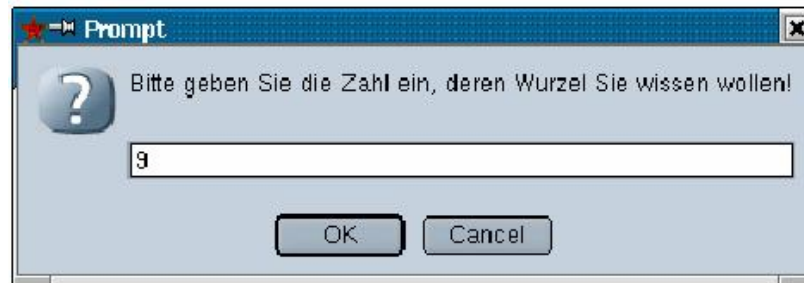 Prompt
Bitte geben Sie die Zahl ein, deren Wurzel Sie wissen wollen!
9
OK Cancel